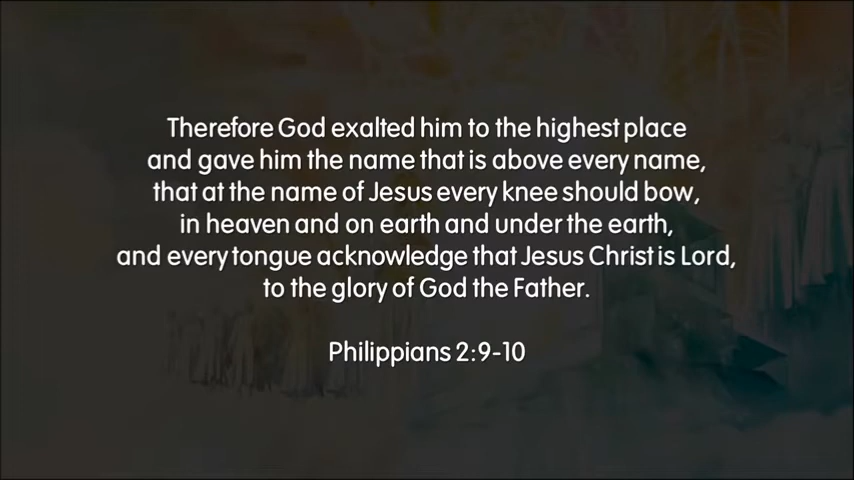 Therefore God exalted him to the highest place
and gave him the name that is above every name,
that at the name of Jesus every knee should bow,
in heaven and on earth and under the earth,
and every tongue acknowledge that Jesus Christ is Lord,
to the glory of God the Father.
Philippians 2:9-10